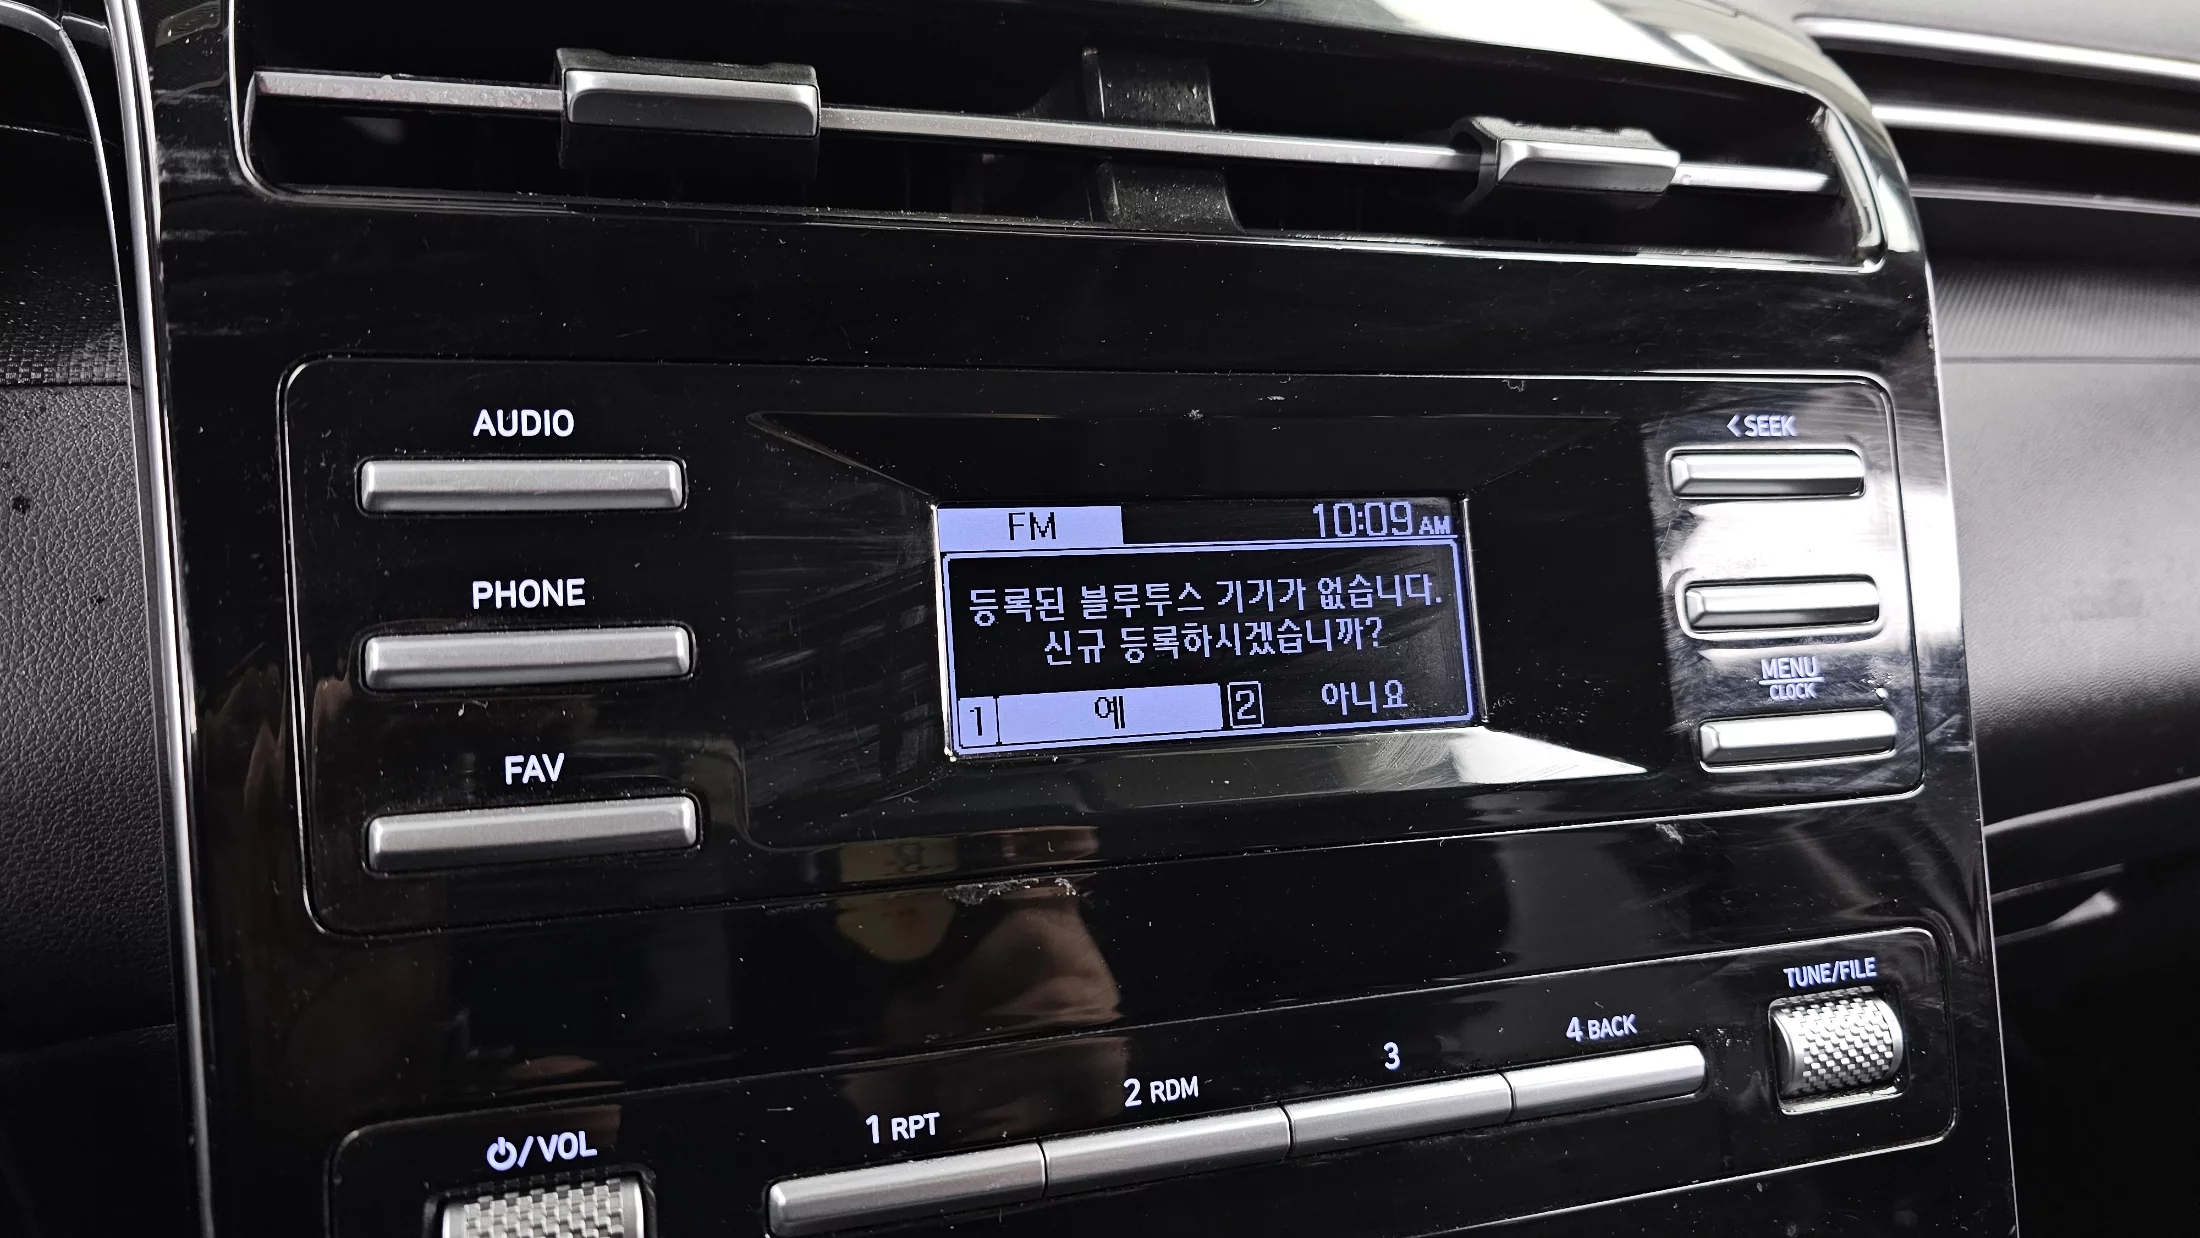 AUDIO
< SEEK
FM 10:09 AM
등록된 블루투스 기기가 없습니다.
신규 등록하시겠습니까?
1 예 2 아니요
PHONE
MENU
CLOCK
FAV
TUNE/FILE
/VOL
1 RPT
2 RDM
3
4 BACK